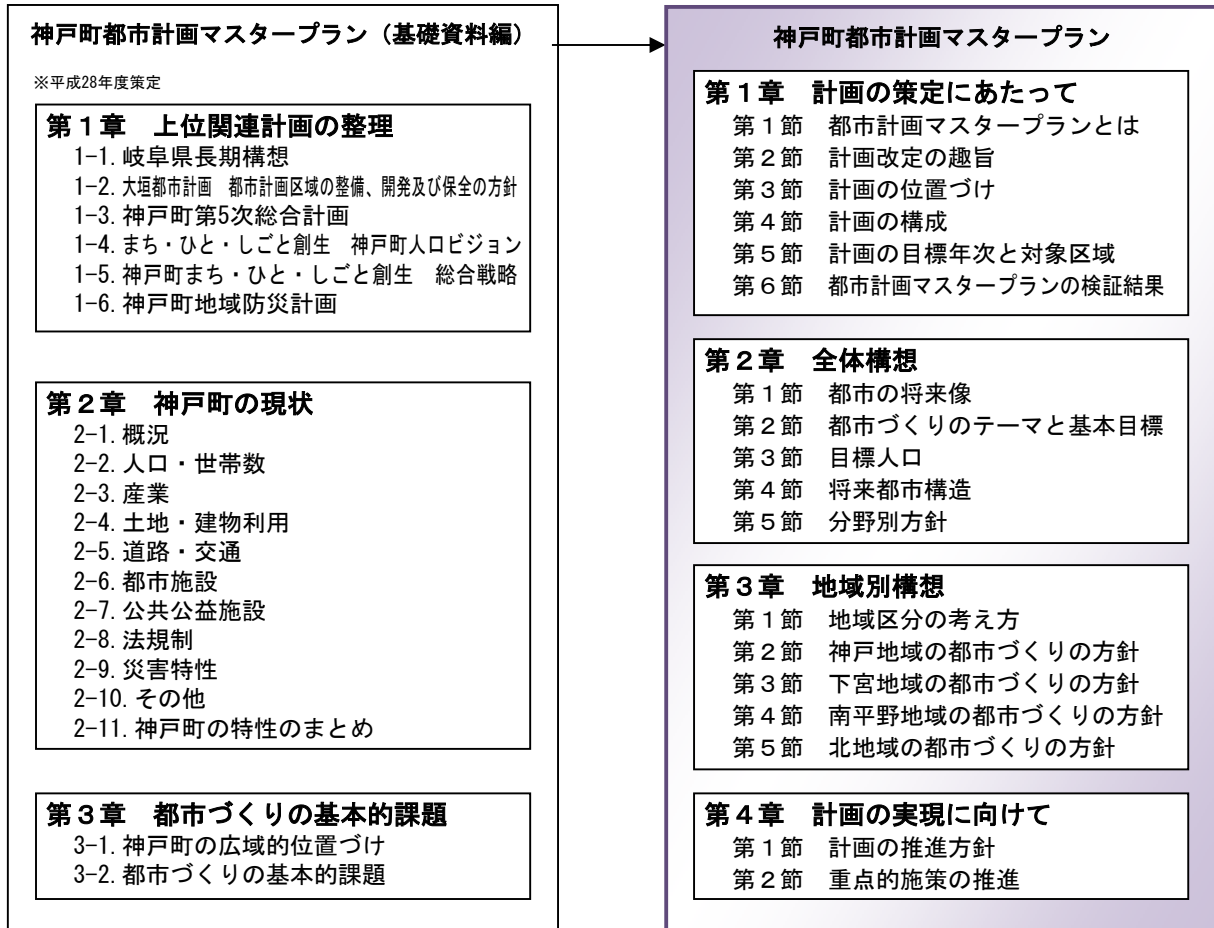 神戸町都市計画マスタープラン（基礎資料編）
※平成28年度策定
第１章　上位関連計画の整理
1-1.岐阜県長期構想
1-2.大垣都市計画　都市計画区域の整備、開発及び保全の方針
1-3.神戸町第5次総合計画
1-4.まち・ひと・しごと創生　神戸町人口ビジョン
1-5.神戸町まち・ひと・しごと創生　総合戦略
1-6.神戸町地域防災計画
第２章　神戸町の現状
2-1.概況
2-2.人口・世帯数
2-3.産業
2-4.土地・建物利用
2-5.道路・交通
2-6.都市施設
2-7.公共公益施設
2-8.法規制
2-9.災害特性
2-10.その他
2-11.神戸町の特性のまとめ
第３章　都市づくりの基本的課題
3-1.神戸町の広域的位置づけ
3-2.都市づくりの基本的課題
神戸町都市計画マスタープラン
第１章　計画の策定にあたって
第１節　都市計画マスタープランとは
第２節　計画改定の趣旨
第３節　計画の位置づけ
第４節　計画の構成
第５節　計画の目標年次と対象区域
第６節　都市計画マスタープランの検証結果
第２章　全体構想
第１節　都市の将来像
第２節　都市づくりのテーマと基本目標
第３節　目標人口
第４節　将来都市構造
第５節　分野別方針
第３章　地域別構想
第１節　地域区分の考え方
第２節　神戸地域の都市づくりの方針
第３節　下宮地域の都市づくりの方針
第４節　南平野地域の都市づくりの方針
第５節　北地域の都市づくりの方針
第４章　計画の実現に向けて
第１節　計画の推進方針
第２節　重点的施策の推進